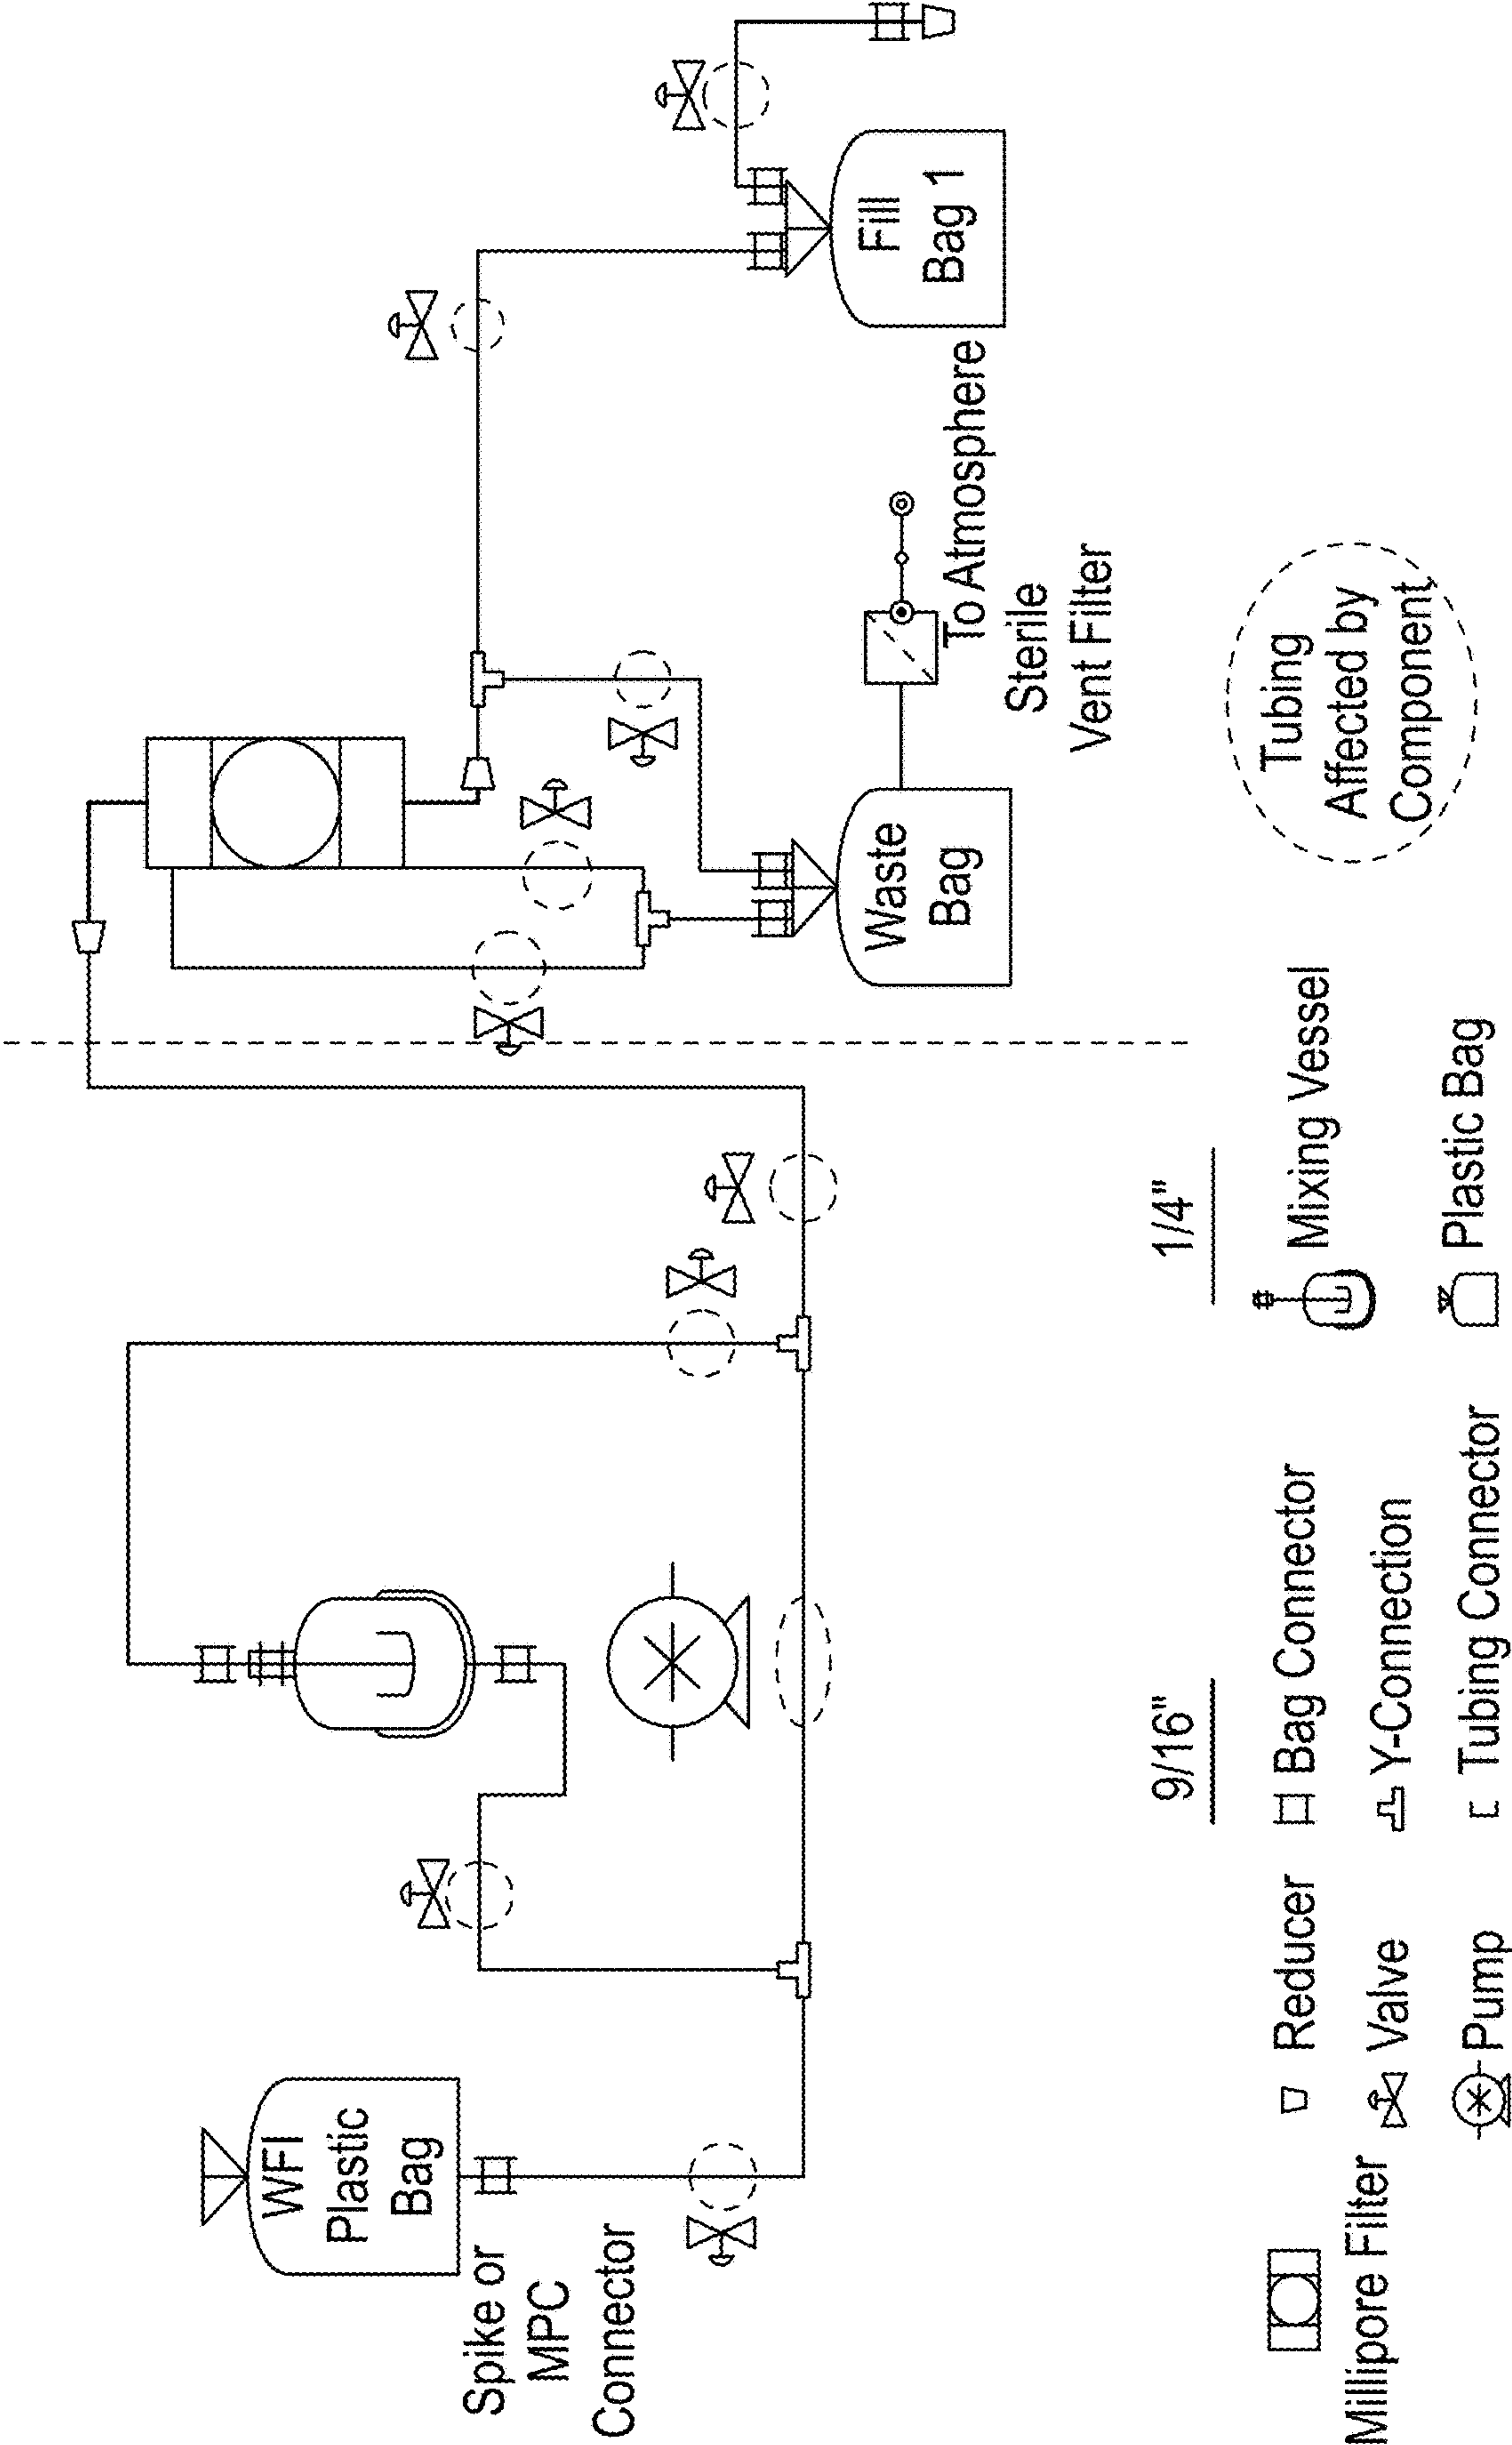 WFI
Plastic
Bag
Spike or
MPC
Connector
Waste
Bag
To Atmosphere
Sterile
Vent Filter
Fill
Bag 1
9/16"
1/4"
Tubing
Affected by
Component
Millipore Filter
Reducer
Valve
Pump
Bag Connector
Y-Connection
Tubing Connector
Mixing Vessel
Plastic Bag